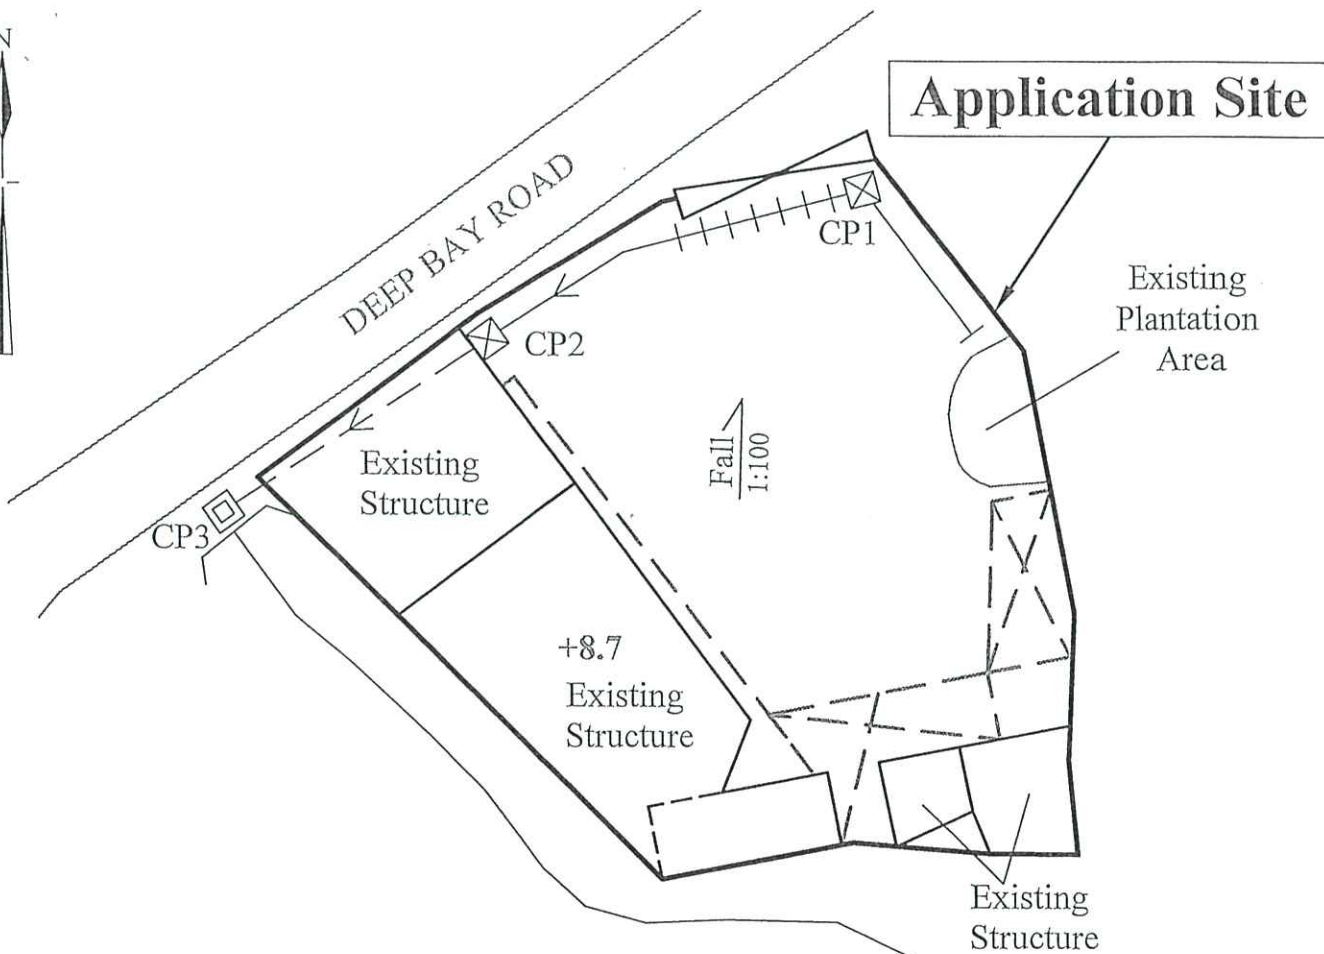 N
Application Site
DEEP BAY ROAD
CP1
Existing
Plantation
Area
CP2
Fall
1:100
Existing
Structure
CP3
+8.7
Existing
Structure
Existing
Structure